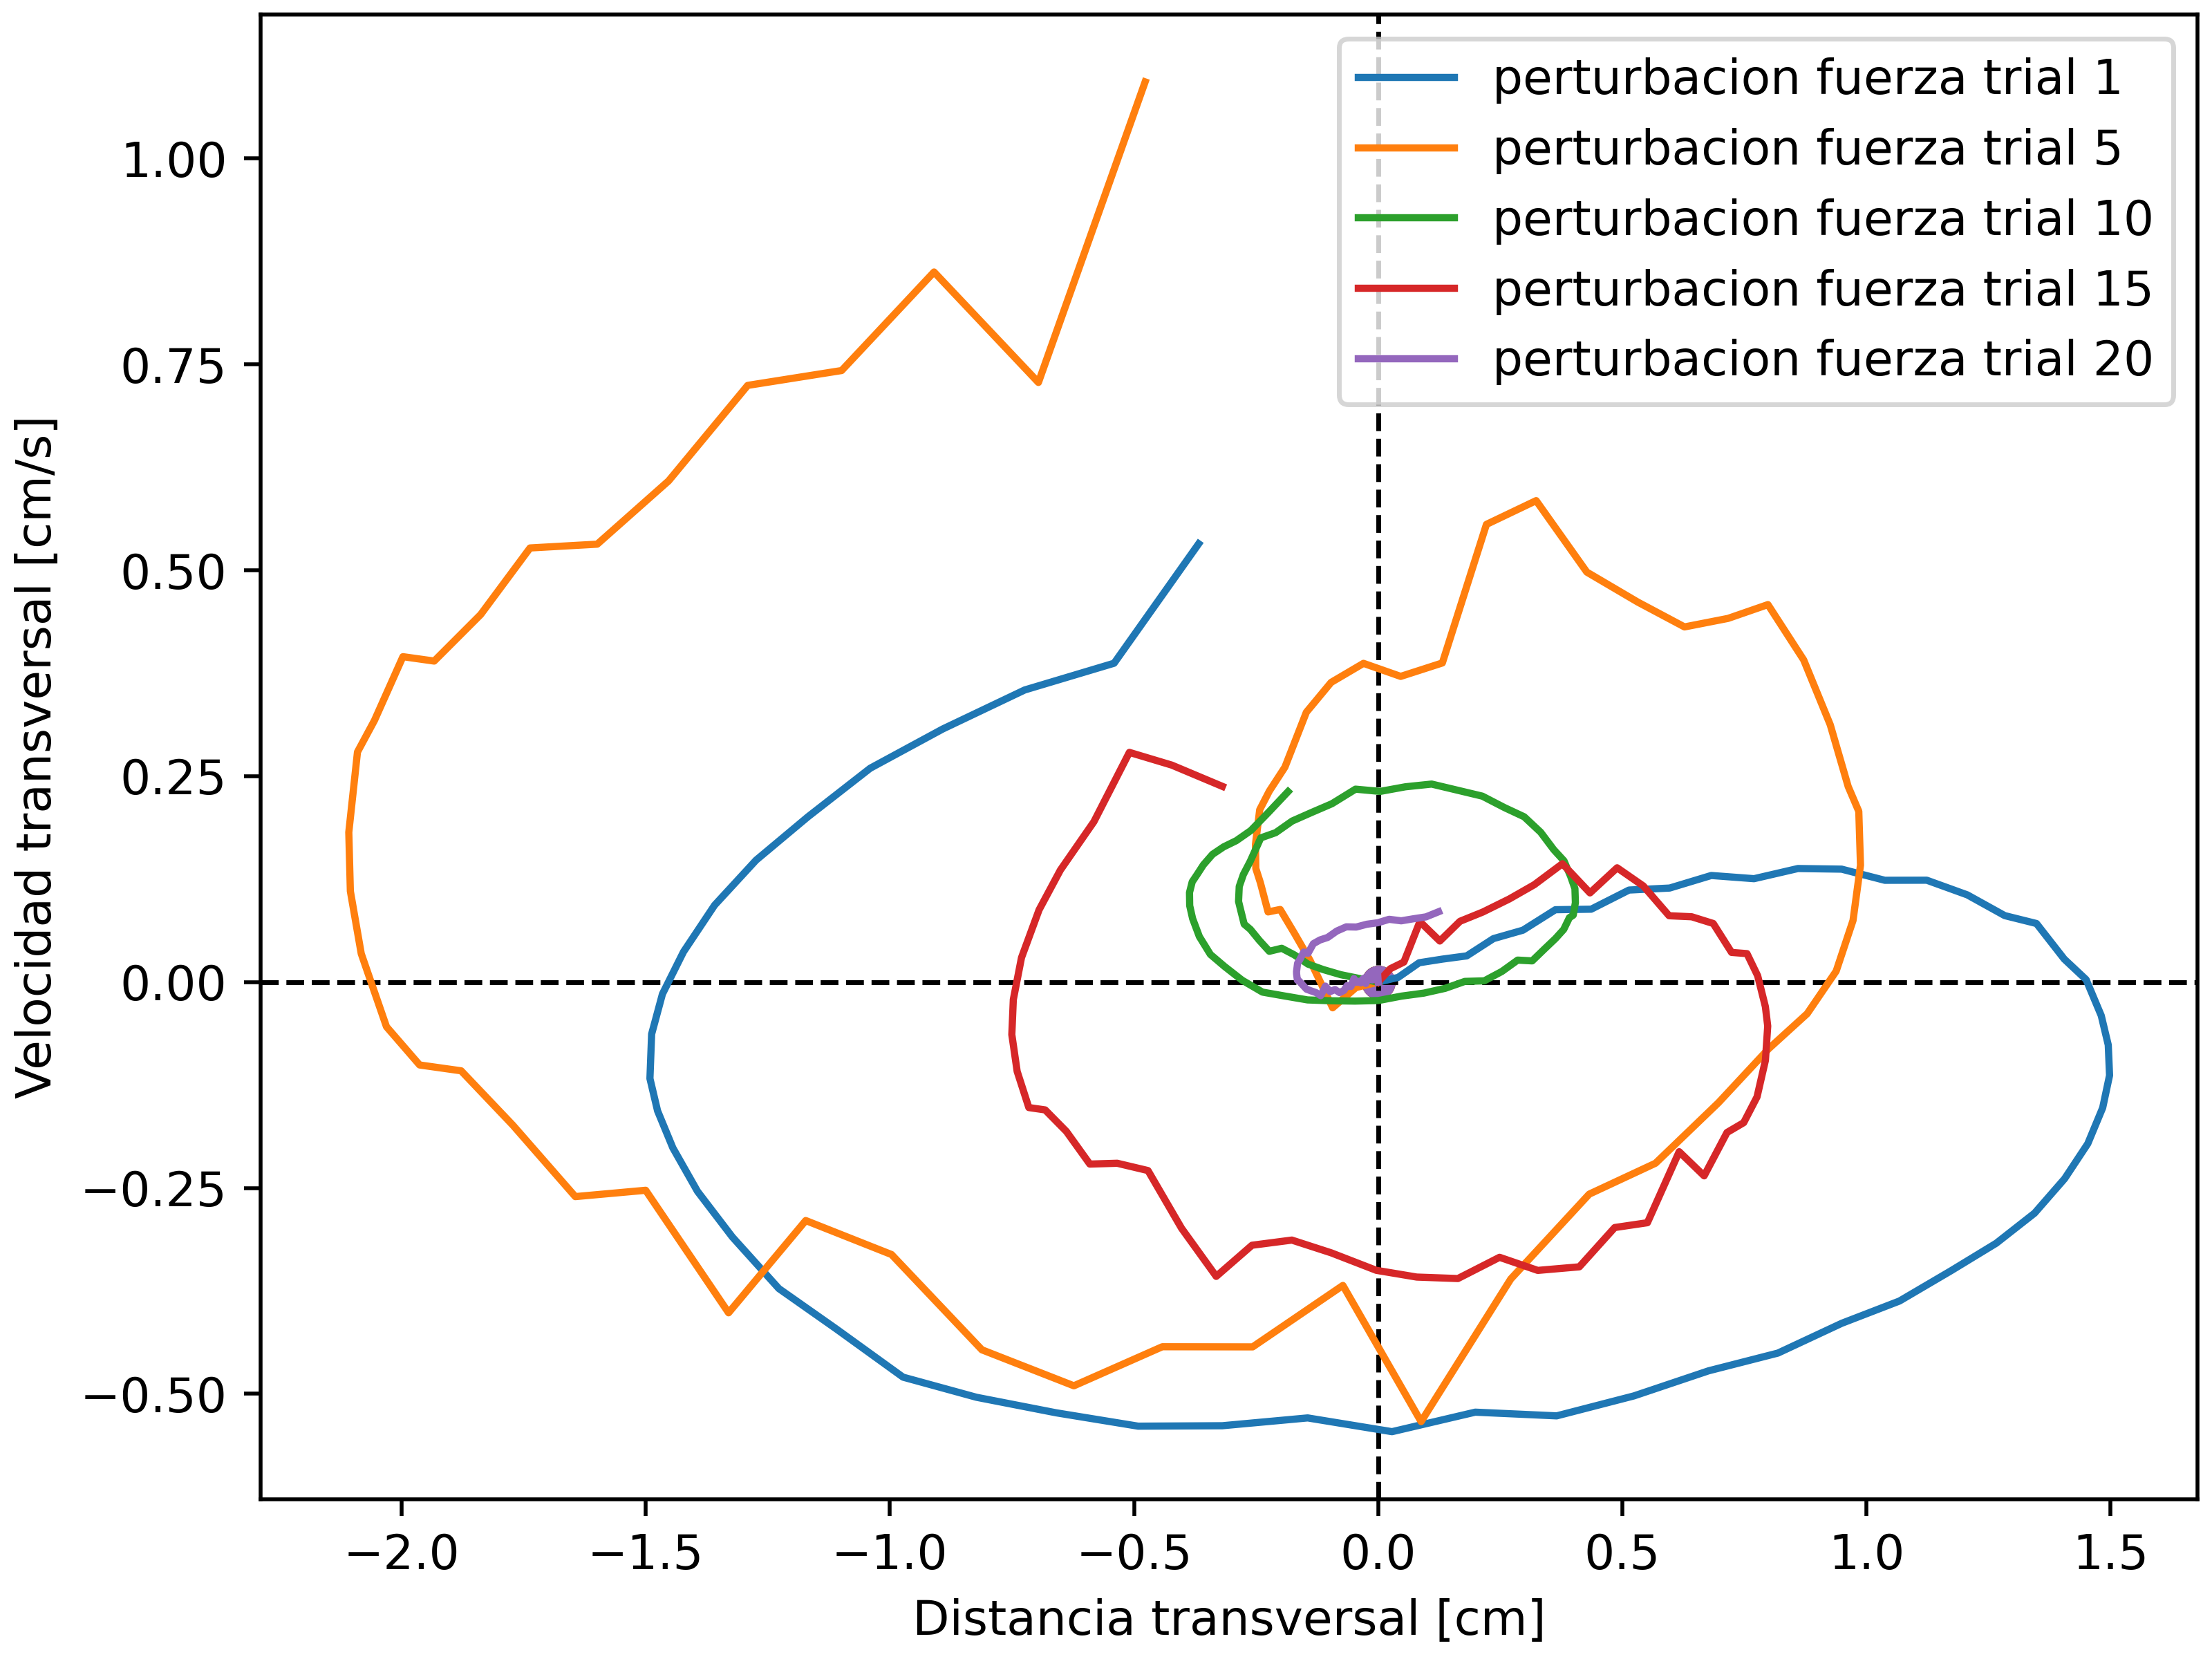 perturbacion fuerza trial 1
perturbacion fuerza trial 5
perturbacion fuerza trial 10
perturbacion fuerza trial 15
perturbacion fuerza trial 20
Velocidad transversal [cm/s]
1.00
0.75
0.50
0.25
0.00
−0.25
−0.50
−2.0 −1.5 −1.0 −0.5 0.0 0.5 1.0 1.5
Distancia transversal [cm]